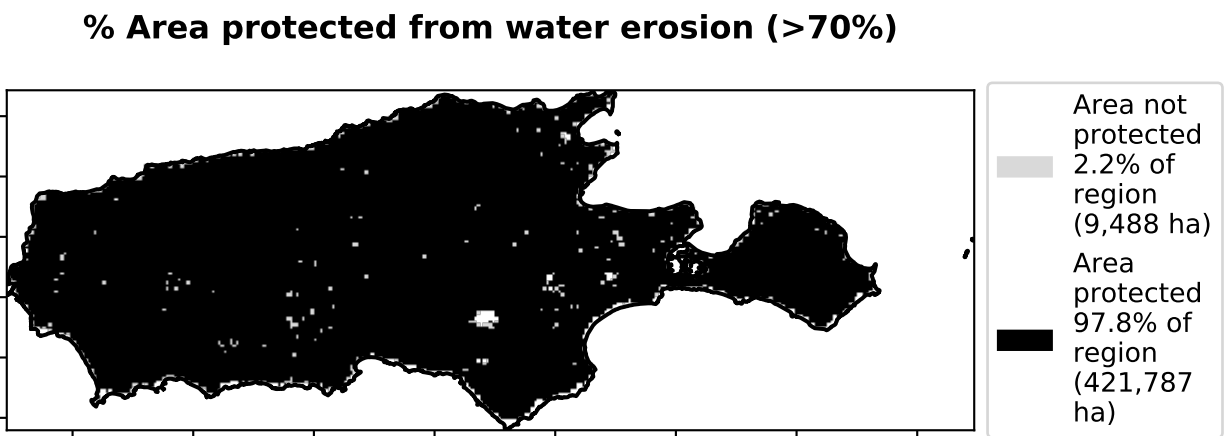 % Area protected from water erosion (>70%)
Area not
protected
2.2% of
region
(9,488 ha)
Area
protected
97.8% of
region
(421,787
ha)